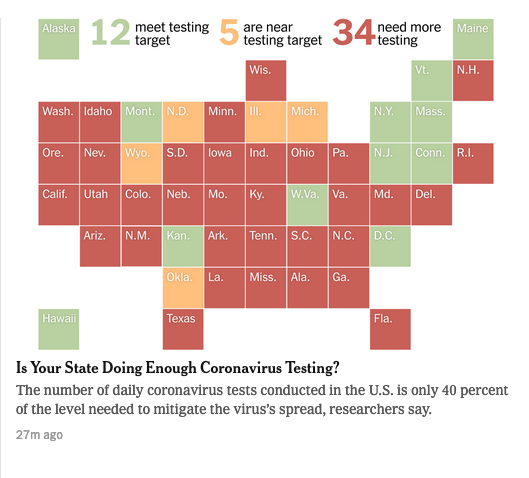 Alaska 12 meet testing target 5 are near testing target 34 need more testing Maine
Wis. Vt. N.H.
Wash. Idaho Mont. N.D. Minn. Ill. Mich. N.Y. Mass.
Ore. Nev. Wyo. S.D. Iowa Ind. Ohio Pa. N.J. Conn. R.I.
Calif. Utah Colo. Neb. Mo. Ky. W.Va. Va. Md. Del.
Ariz. N.M. Kan. Ark. Tenn. S.C. N.C. D.C.
Okla. La. Miss. Ala. Ga.
Hawaii Texas Fla.
Is Your State Doing Enough Coronavirus Testing?
The number of daily coronavirus tests conducted in the U.S. is only 40 percent
of the level needed to mitigate the virus's spread, researchers say.
27m ago